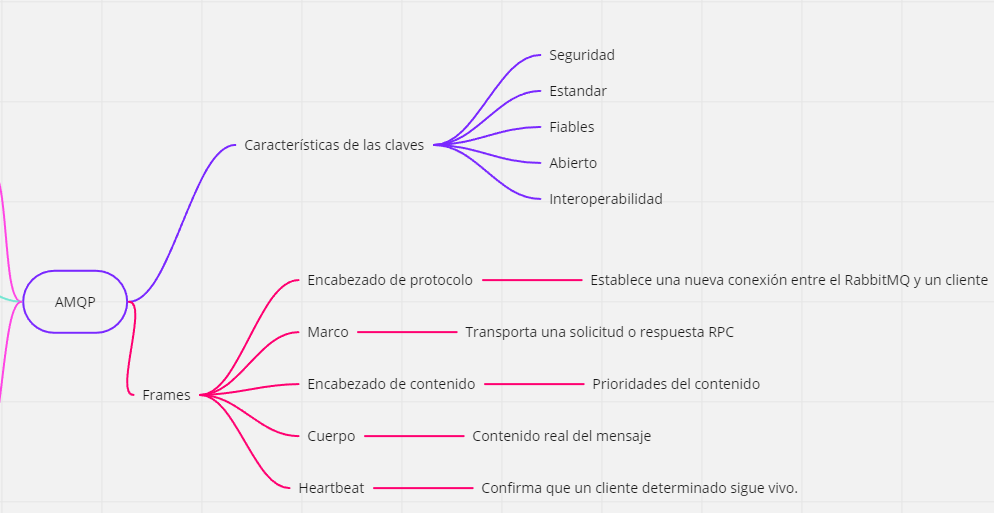 Seguridad
Estandar
Fiables
Características de las claves
Abierto
Interoperabilidad
AMQP
Encabezado de protocolo
Establece una nueva conexión entre el RabbitMQ y un cliente
Marco
Transporta una solicitud o respuesta RPC
Encabezado de contenido
Prioridades del contenido
Frames
Cuerpo
Contenido real del mensaje
Heartbeat
Confirma que un cliente determinado sigue vivo.